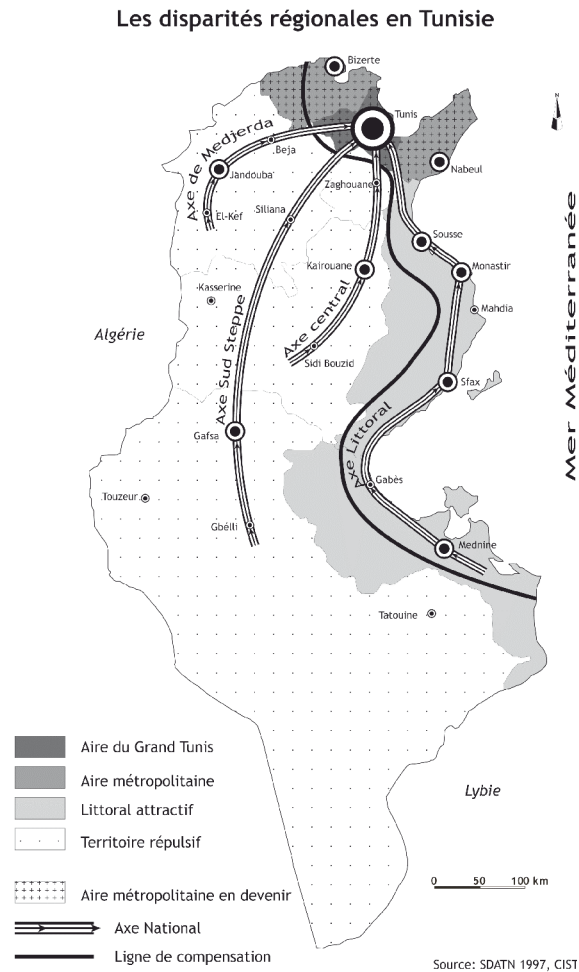 Les disparités régionales en Tunisie
Bizerte
Tunis
N
Axe de Medjerda
Beja
Nabeul
Jandouba
Zaghouane
El-Kef
Siliana
Sousse
Kairouane
Monastir
Kasserine
Mahdia
Axe central
Algérie
Axe Sud Steppe
Sidi Bouzid
Mer Méditerranée
Sfax
Axe Littoral
Gafsa
Gabès
Touzeur
Gbélli
Mednine
Tatouine
Aire du Grand Tunis
Aire métropolitaine
Littoral attractif
Lybie
Territoire répulsif
Aire métropolitaine en devenir
0 50 100 km
Axe National
Ligne de compensation
Source: SDATN 1997, CIST